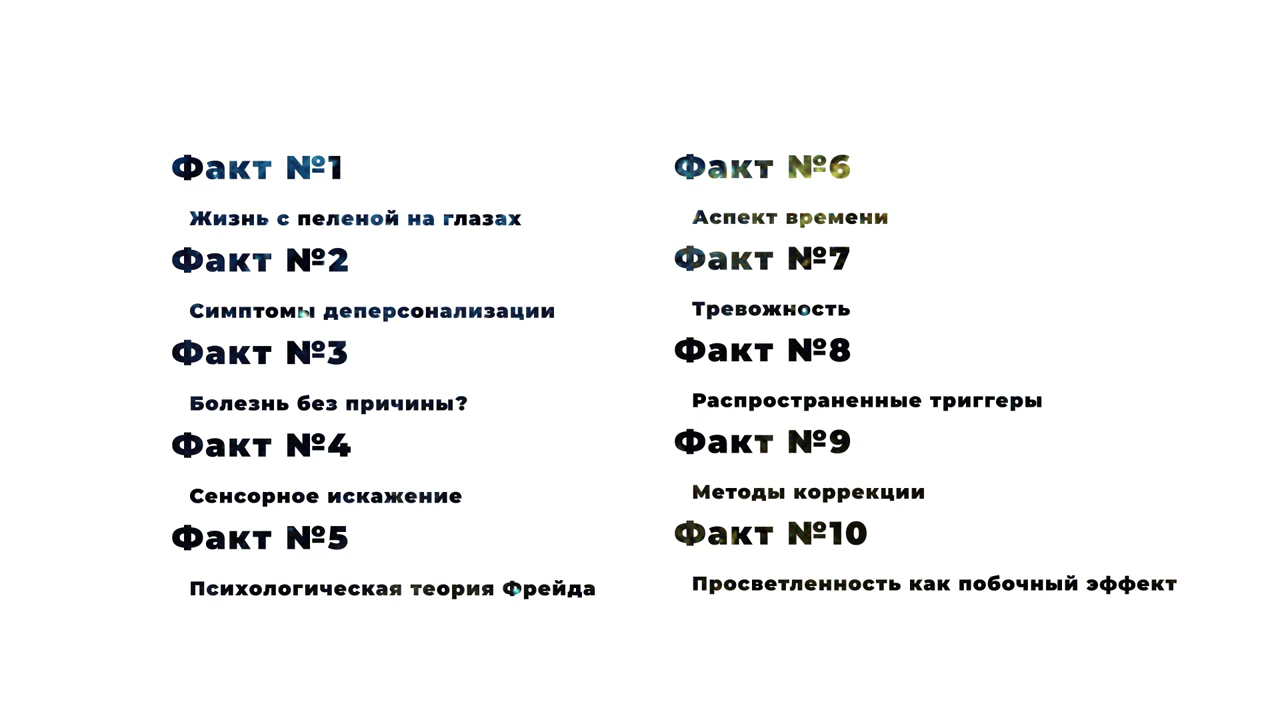 Факт №1
Жизнь с пеленой на глазах
Факт №2
Симптомы деперсонализации
Факт №3
Болезнь без причины?
Факт №4
Сенсорное искажение
Факт №5
Психологическая теория Фрейда
Факт №6
Аспект времени
Факт №7
Тревожность
Факт №8
Распространенные триггеры
Факт №9
Методы коррекции
Факт №10
Просветленность как побочный эффект